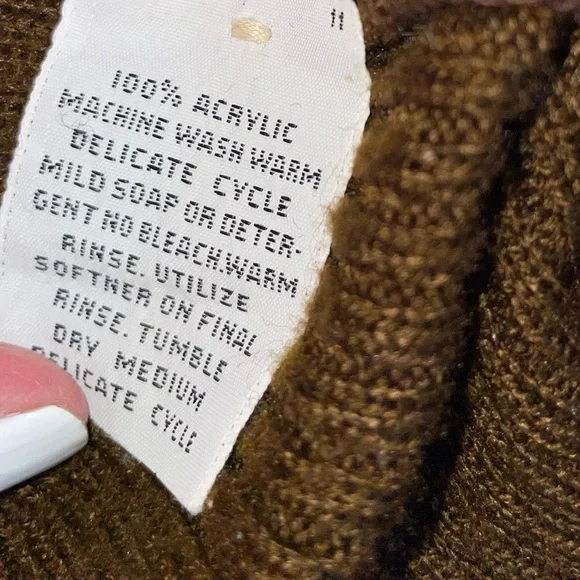 11
100% ACRYLIC
MACHINE WASH WARM
DELICATE CYCLE
MILD SOAP OR DETER-
GENT NO BLEACH.WARM
RINSE. UTILIZE
SOFTNER ON FINAL
RINSE. TUMBLE
DRY MEDIUM
DELICATE CYCLE